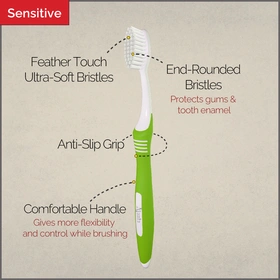 Sensitive
Feather Touch
Ultra-Soft Bristles
End-Rounded
Bristles
Protects gums &
tooth enamel
Anti-Slip Grip
Comfortable Handle
Gives more flexibility
and control while brushing